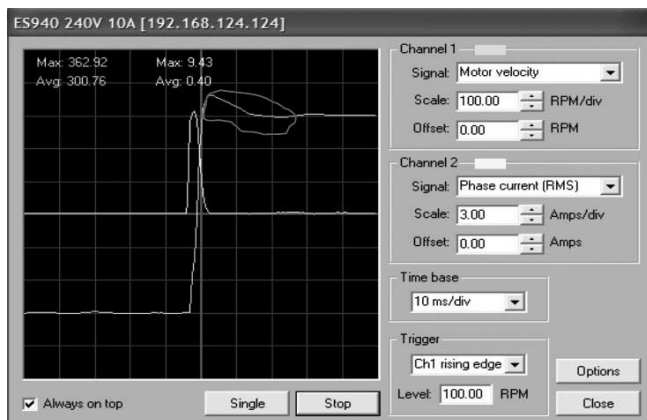 ES940 240V 10A [192.168.124.124]
Max: 362.92 Max: 9.43
Avg: 300.76 Avg: 0.40
Channel 1
Signal: Motor velocity
Scale: 100.00 RPM/div
Offset: 0.00 RPM
Channel 2
Signal: Phase current (RMS)
Scale: 3.00 Amps/div
Offset: 0.00 Amps
Time base
10 ms/div
Trigger
Ch1 rising edge
Level: 100.00 RPM
Options
Close
Always on top
Single
Stop